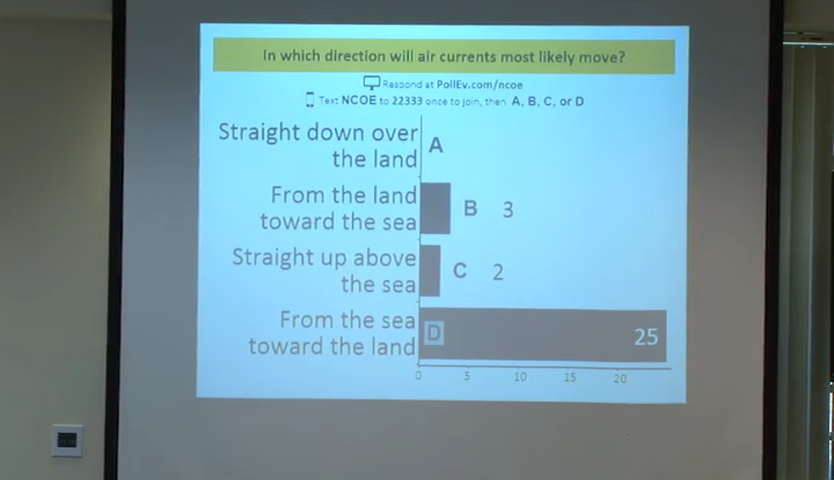 In which direction will air currents most likely move?
Respond at PollEv.com/ncoe
Text NCOE to 22333 once to join, then A, B, C, or D
Straight down over
the land
A
From the land
toward the sea
B 3
Straight up above
the sea
C 2
From the sea
toward the land
D 25
0 5 10 15 20